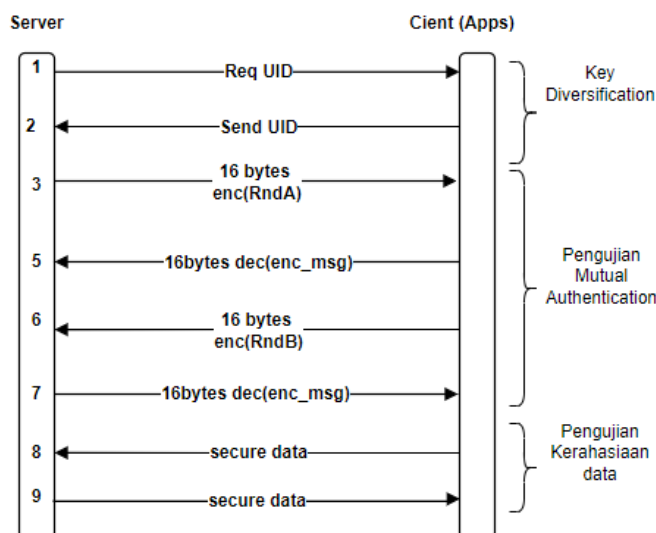 Server
Cient (Apps)
1
Req UID
Key
Diversification
2
Send UID
3
16 bytes
enc(RndA)
5
16bytes dec(enc_msg)
Pengujian
Mutual
Authentication
6
16 bytes
enc(RndB)
7
16bytes dec(enc_msg)
8
secure data
Pengujian
Kerahasiaan
data
9
secure data